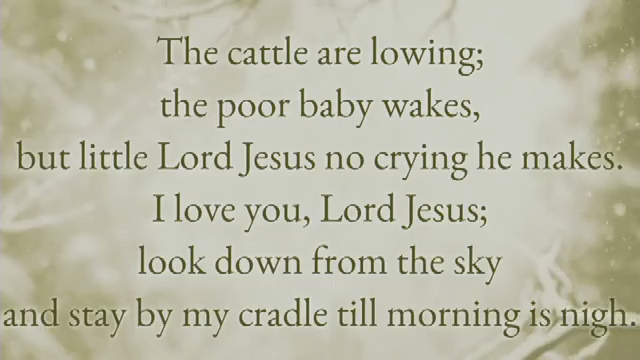 The cattle are lowing;
the poor baby wakes,
but little Lord Jesus no crying he makes.
I love you, Lord Jesus;
look down from the sky
and stay by my cradle till morning is nigh.